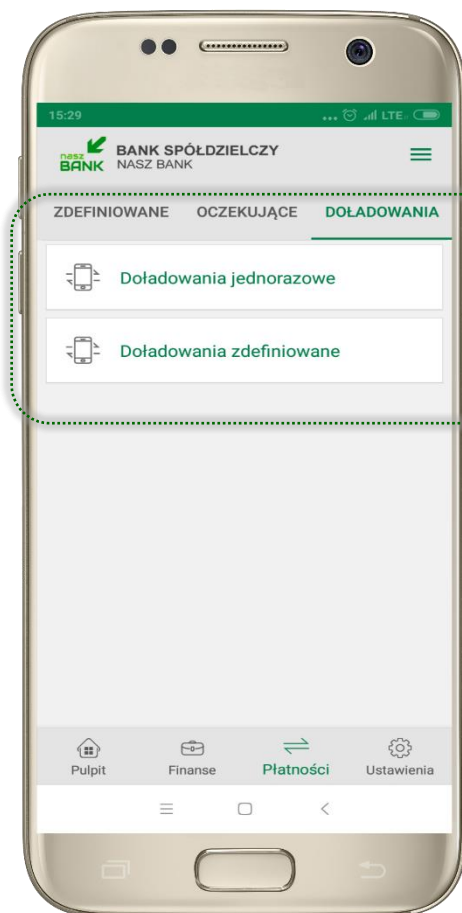 15:29 ... LTE
nasz BANK
BANK SPÓŁDZIELCZY
NASZ BANK
ZDEFINIOWANE OCZEKUJĄCE DOŁADOWANIA
Doładowania jednorazowe
Doładowania zdefiniowane
Pulpit Finanse Płatności Ustawienia